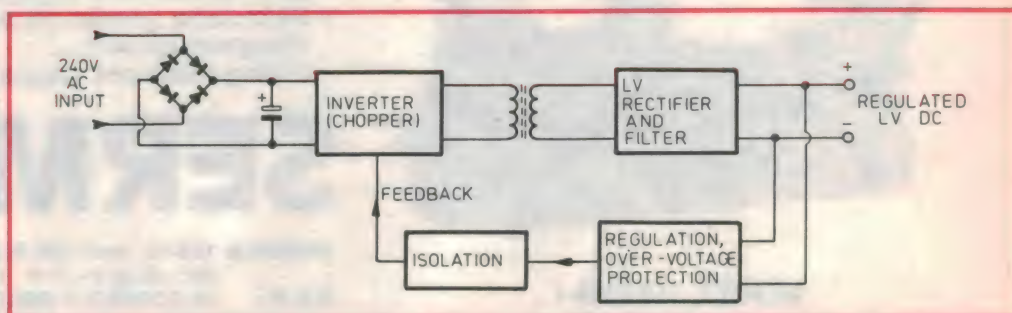 240V
AC
INPUT
+
INVERTER
(CHOPPER)
LV
RECTIFIER
AND
FILTER
+
REGULATED
LV DC
−
FEEDBACK
ISOLATION
REGULATION,
OVER-VOLTAGE
PROTECTION